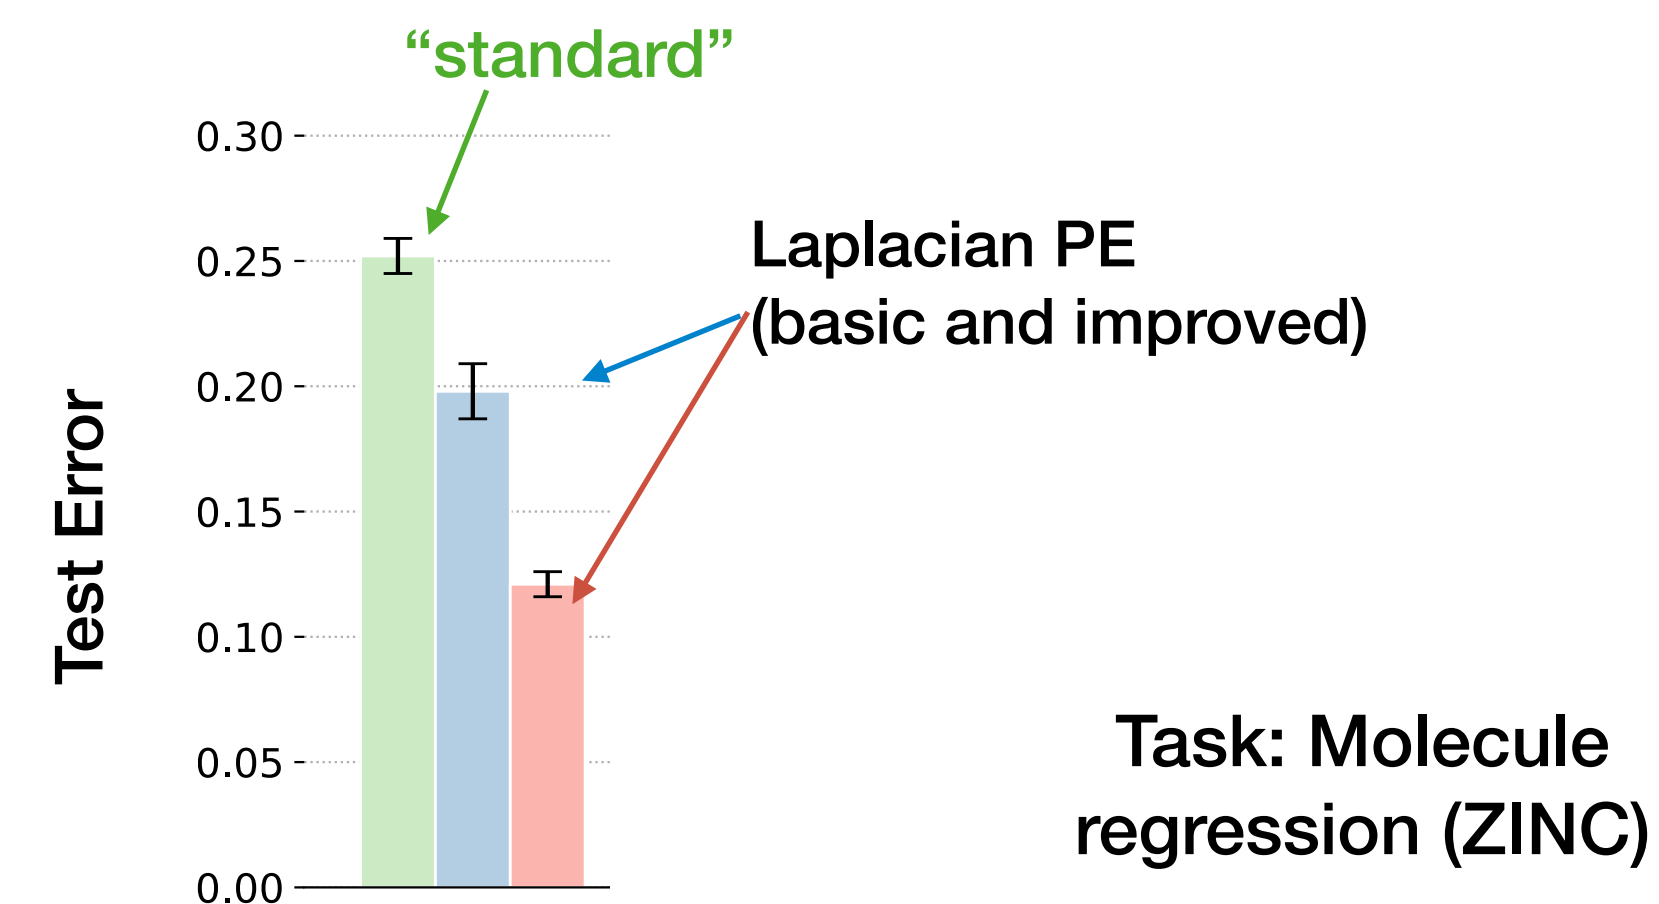 “standard”
0.30
0.25
0.20
0.15
0.10
0.05
0.00
Test Error
Laplacian PE
(basic and improved)
Task: Molecule
regression (ZINC)